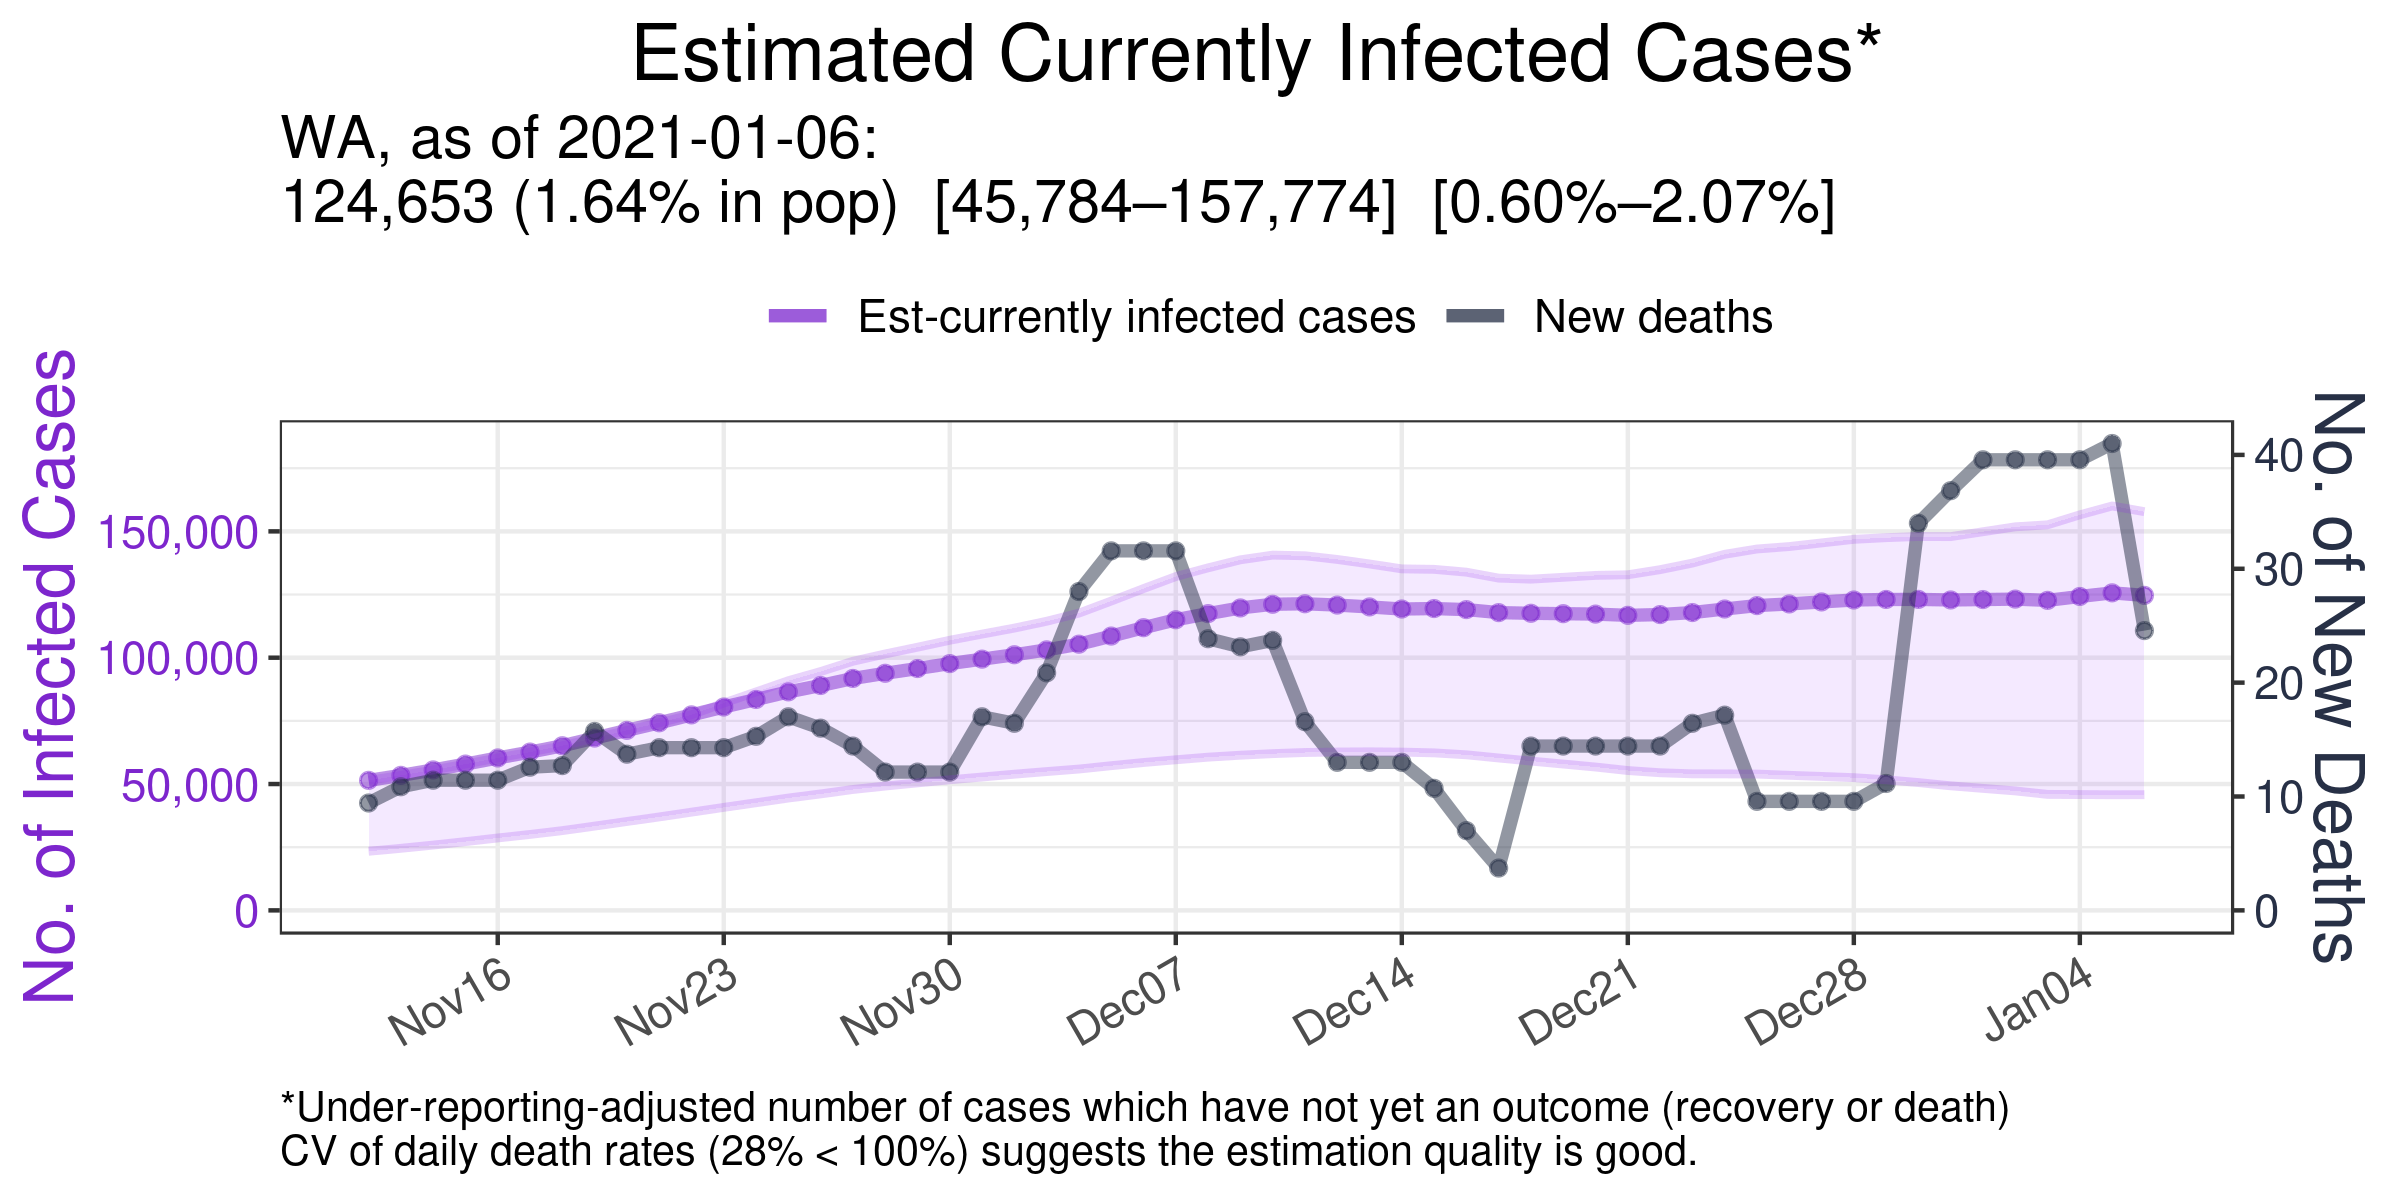 Estimated Currently Infected Cases*
WA, as of 2021-01-06:
124,653 (1.64% in pop)  [45,784–157,774]  [0.60%–2.07%]
Est-currently infected cases
New deaths
No. of Infected Cases
150,000
100,000
50,000
0
40
30
20
10
0
No. of New Deaths
Nov16
Nov23
Nov30
Dec07
Dec14
Dec21
Dec28
Jan04
*Under-reporting-adjusted number of cases which have not yet an outcome (recovery or death)
CV of daily death rates (28% < 100%) suggests the estimation quality is good.